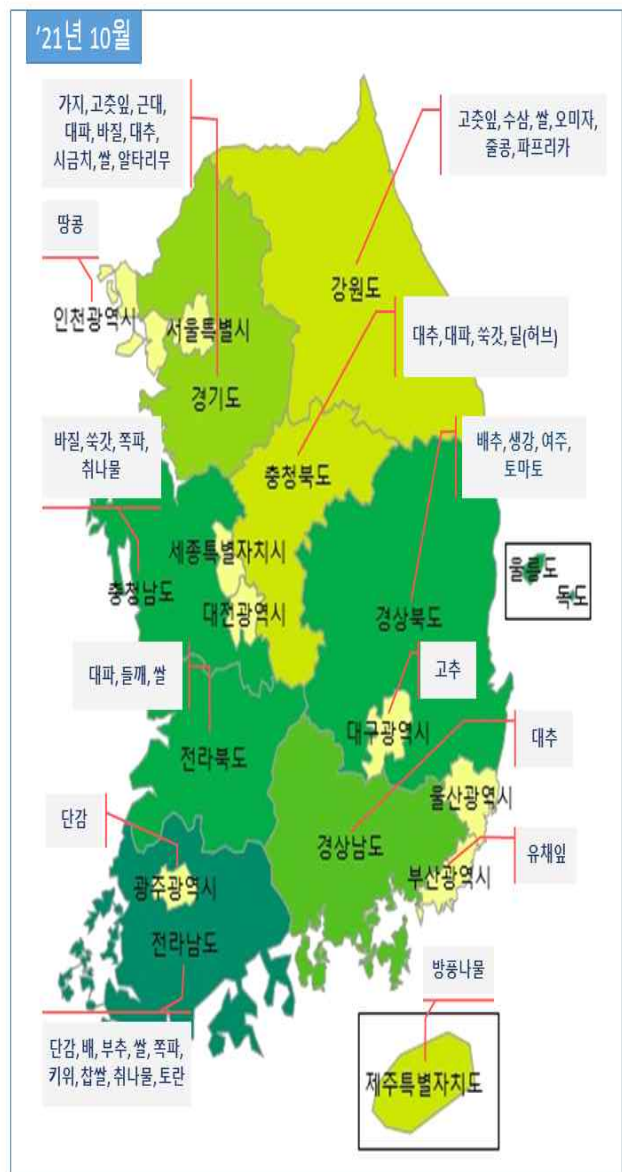 '21년 10월
가지, 고춧잎, 근대,
대파, 바질, 대추,
시금치, 쌀, 알타리무
고춧잎, 수삼, 쌀, 오미자,
줄콩, 파프리카
땅콩
강원도
인천광역시
서울특별시
대추, 대파, 쑥갓, 딜(허브)
경기도
바질, 쑥갓, 쪽파,
취나물
배추, 생강, 여주,
토마토
충청북도
세종특별자치시
울릉도
독도
충청남도
대전광역시
경상북도
대파, 들깨, 쌀
고추
대구광역시
대추
전라북도
울산광역시
단감
경상남도
유채잎
부산광역시
광주광역시
전라남도
방풍나물
단감, 배, 부추, 쌀, 쪽파,
키위, 찹쌀, 취나물, 토란
제주특별자치도